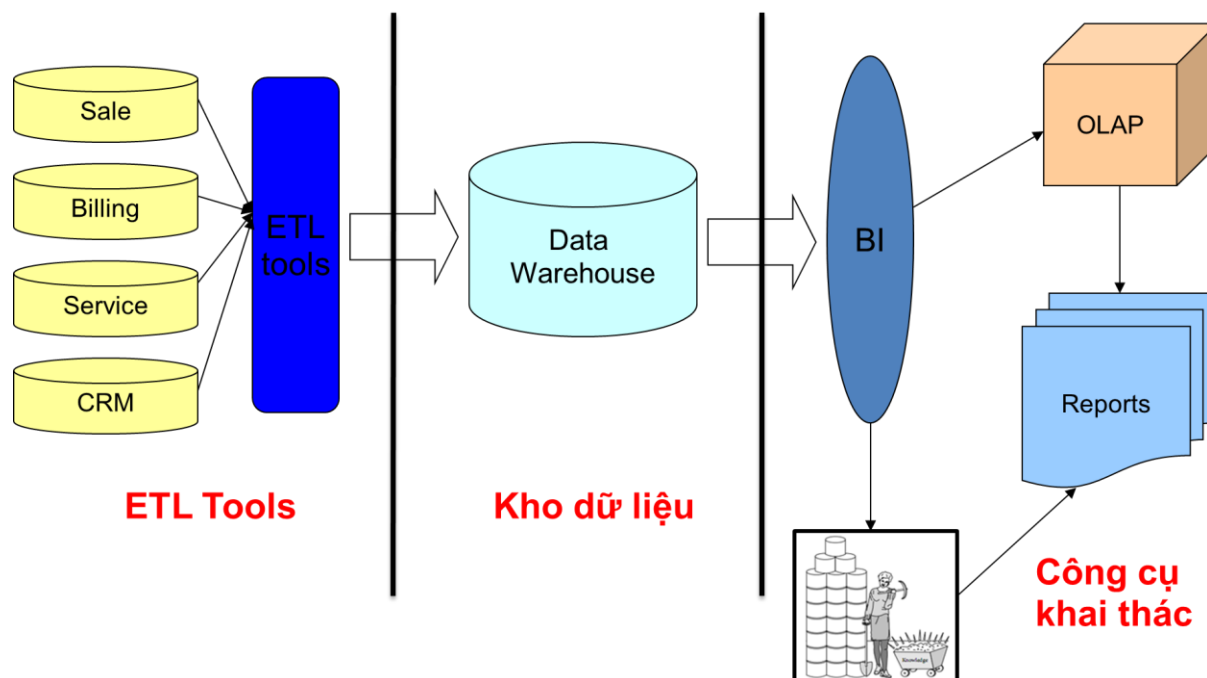 Sale
Billing
Service
CRM
ETL
tools
ETL Tools
Data
Warehouse
Kho dữ liệu
BI
OLAP
Reports
Knowledge
Công cụ
khai thác